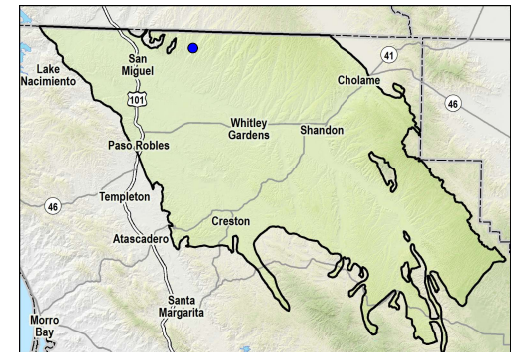 San
Miguel
41
Lake
Nacimiento
Cholame
101
46
Whitley
Gardens
Shandon
Paso Robles
Templeton
46
Creston
Atascadero
Santa
Margarita
Morro
Bay